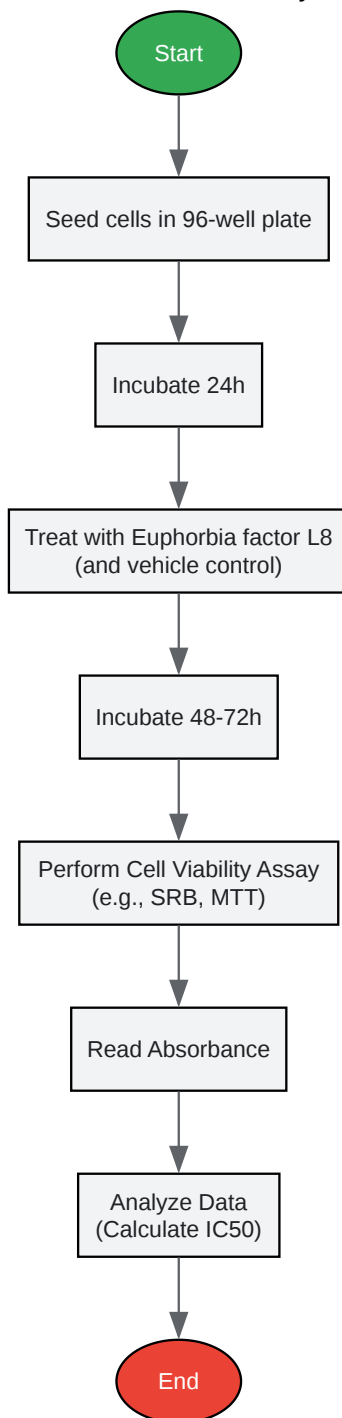 Start
Seed cells in 96-well plate
Incubate 24h
Treat with Euphorbia factor L8
(and vehicle control)
Incubate 48-72h
Perform Cell Viability Assay
(e.g., SRB, MTT)
Read Absorbance
Analyze Data
(Calculate IC50)
End